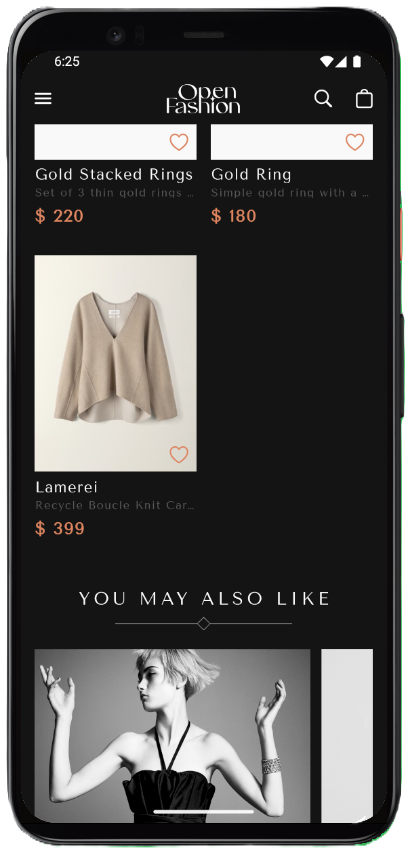 6:25
Open
Fashion
Gold Stacked Rings
Gold Ring
Set of 3 thin gold rings ...
Simple gold ring with a ...
$ 220
$ 180
Lamerei
Recycle Boucle Knit Car...
$ 399
YOU MAY ALSO LIKE